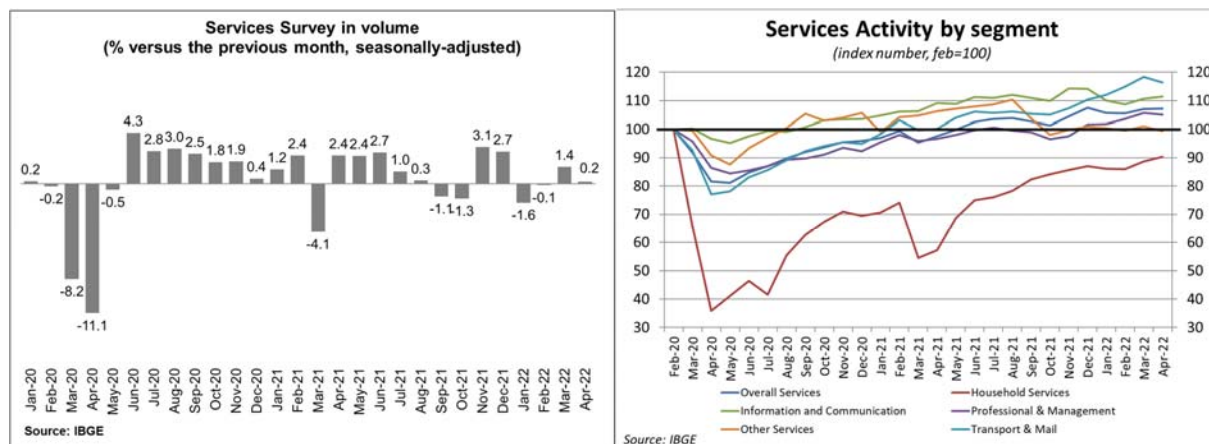 Services Survey in volume
(% versus the previous month, seasonally-adjusted)
0.2
-0.2
-8.2
-11.1
-0.5
4.3
2.8
3.0
2.5
1.8
1.9
0.4
1.2
2.4
-4.1
2.4
2.4
2.7
1.0
0.3
-1.1
-1.3
3.1
2.7
-1.6
-0.1
1.4
0.2
Jan-20
Feb-20
Mar-20
Apr-20
May-20
Jun-20
Jul-20
Aug-20
Sep-20
Oct-20
Nov-20
Dec-20
Jan-21
Feb-21
Mar-21
Apr-21
May-21
Jun-21
Jul-21
Aug-21
Sep-21
Oct-21
Nov-21
Dec-21
Jan-22
Feb-22
Mar-22
Apr-22
Source: IBGE
Services Activity by segment
(index number, feb=100)
120
110
100
90
80
70
60
50
40
30
120
110
100
90
80
70
60
50
40
30
Feb-20
Mar-20
Apr-20
May-20
Jun-20
Jul-20
Aug-20
Sep-20
Oct-20
Nov-20
Dec-20
Jan-21
Feb-21
Mar-21
Apr-21
May-21
Jun-21
Jul-21
Aug-21
Sep-21
Oct-21
Nov-21
Dec-21
Jan-22
Feb-22
Mar-22
Apr-22
Overall Services
Household Services
Information and Communication
Professional & Management
Other Services
Transport & Mail
Source: IBGE